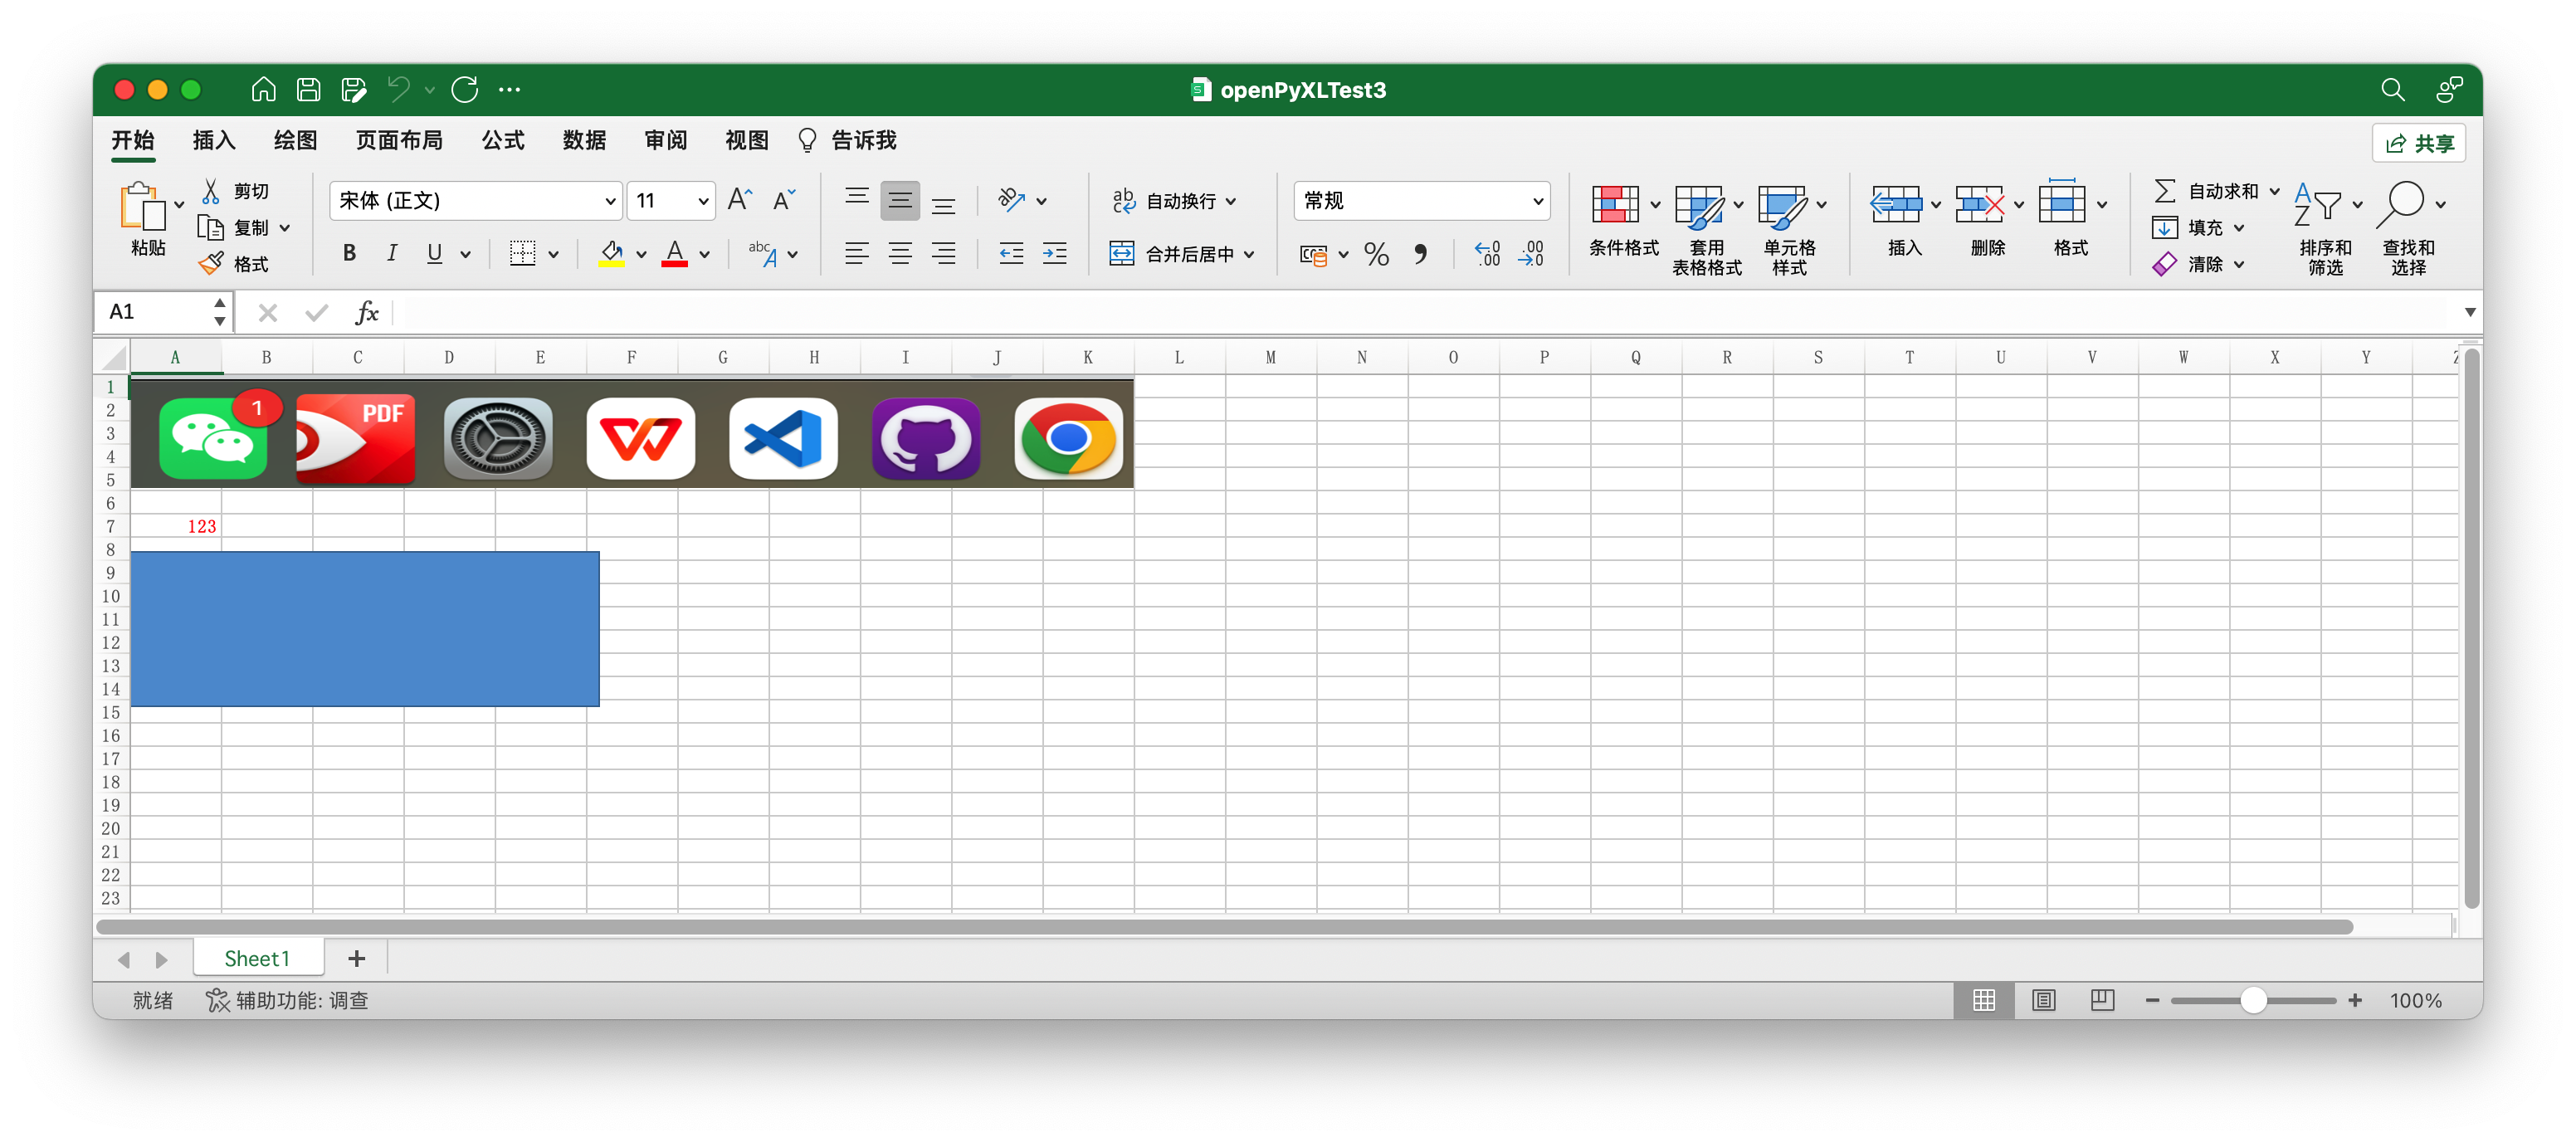 openPyXLTest3
开始 插入 绘图 页面布局 公式 数据 审阅 视图 告诉我 共享
粘贴 剪切 复制 格式
宋体 (正文) 11
B I U abc A
ab c 自动换行
合并后居中
常规
% .0 .00 .00 .0
条件格式 套用 表格格式 单元格 样式
插入 删除 格式
自动求和 填充 清除
A Z 排序和 筛选 查找和 选择
A1 fx
A B C D E F G H I J K L M N O P Q R S T U V W X Y Z
1
2
3
4
5
1 PDF
6
7 123
8
9
10
11
12
13
14
15
16
17
18
19
20
21
22
23
Sheet1 +
就绪 辅助功能: 调查 100%